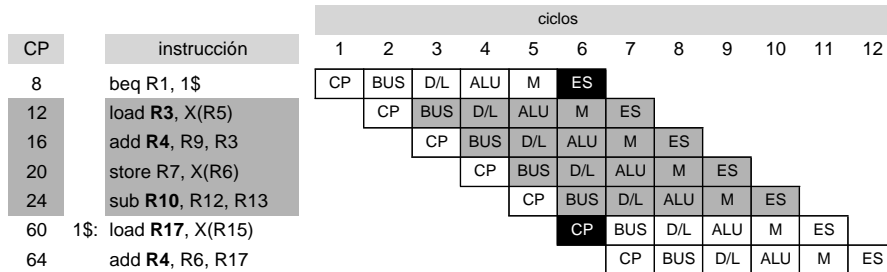 ciclos
CP instrucción 1 2 3 4 5 6 7 8 9 10 11 12
8 beq R1, 1$ CP BUS D/L ALU M ES
12 load R3, X(R5) CP BUS D/L ALU M ES
16 add R4, R9, R3 CP BUS D/L ALU M ES
20 store R7, X(R6) CP BUS D/L ALU M ES
24 sub R10, R12, R13 CP BUS D/L ALU M ES
60 1$: load R17, X(R15) CP BUS D/L ALU M ES
64 add R4, R6, R17 CP BUS D/L ALU M ES